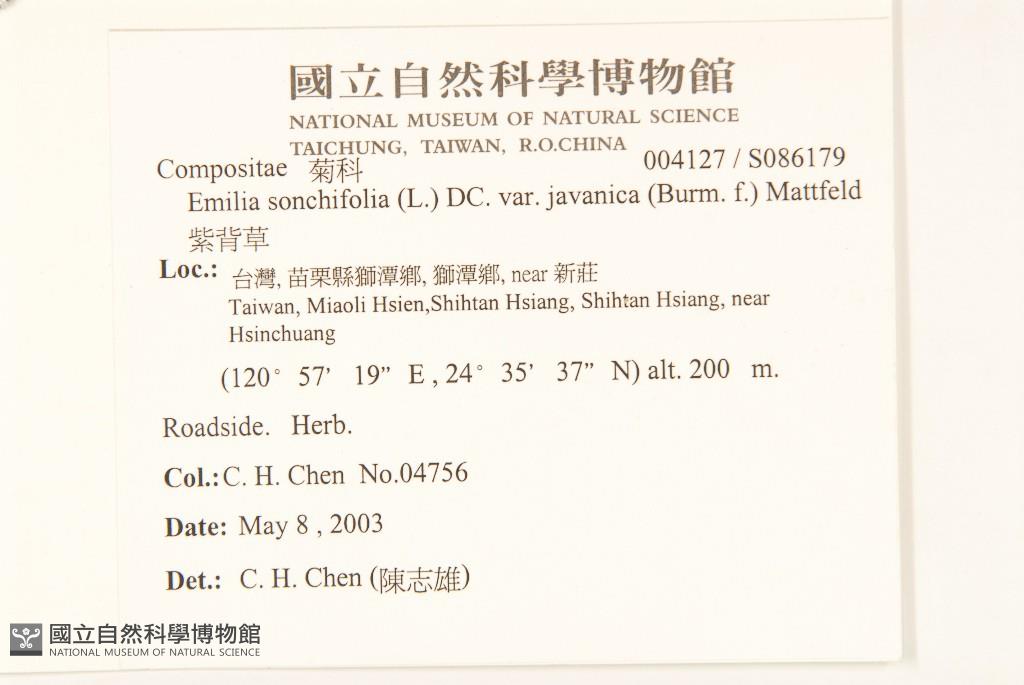 國立自然科學博物館
NATIONAL MUSEUM OF NATURAL SCIENCE
TAICHUNG, TAIWAN, R.O.CHINA
Compositae 菊科 004127 / S086179
Emilia sonchifolia (L.) DC. var. javanica (Burm. f.) Mattfeld
紫背草
Loc.: 台灣, 苗栗縣獅潭鄉, 獅潭鄉, near 新莊
Taiwan, Miaoli Hsien,Shihtan Hsiang, Shihtan Hsiang, near
Hsinchuang
(120° 57’ 19” E , 24° 35’ 37” N) alt. 200 m.
Roadside. Herb.
Col.: C. H. Chen No.04756
Date: May 8 , 2003
Det.: C. H. Chen (陳志雄)
國立自然科學博物館
NATIONAL MUSEUM OF NATURAL SCIENCE